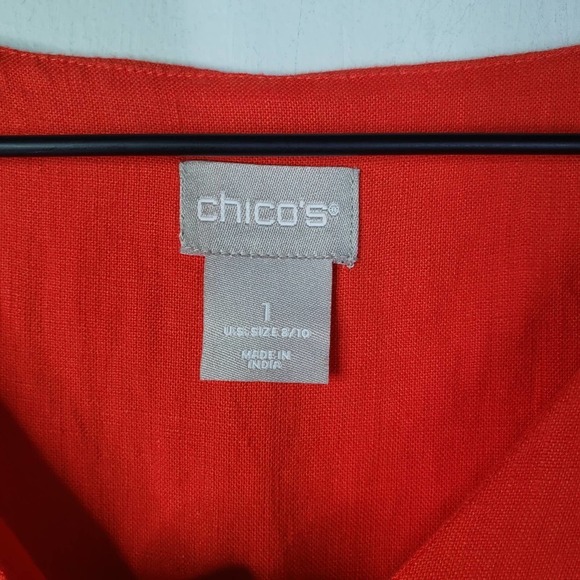 chico's®
1
U.S. SIZE 8/10
MADE IN
INDIA